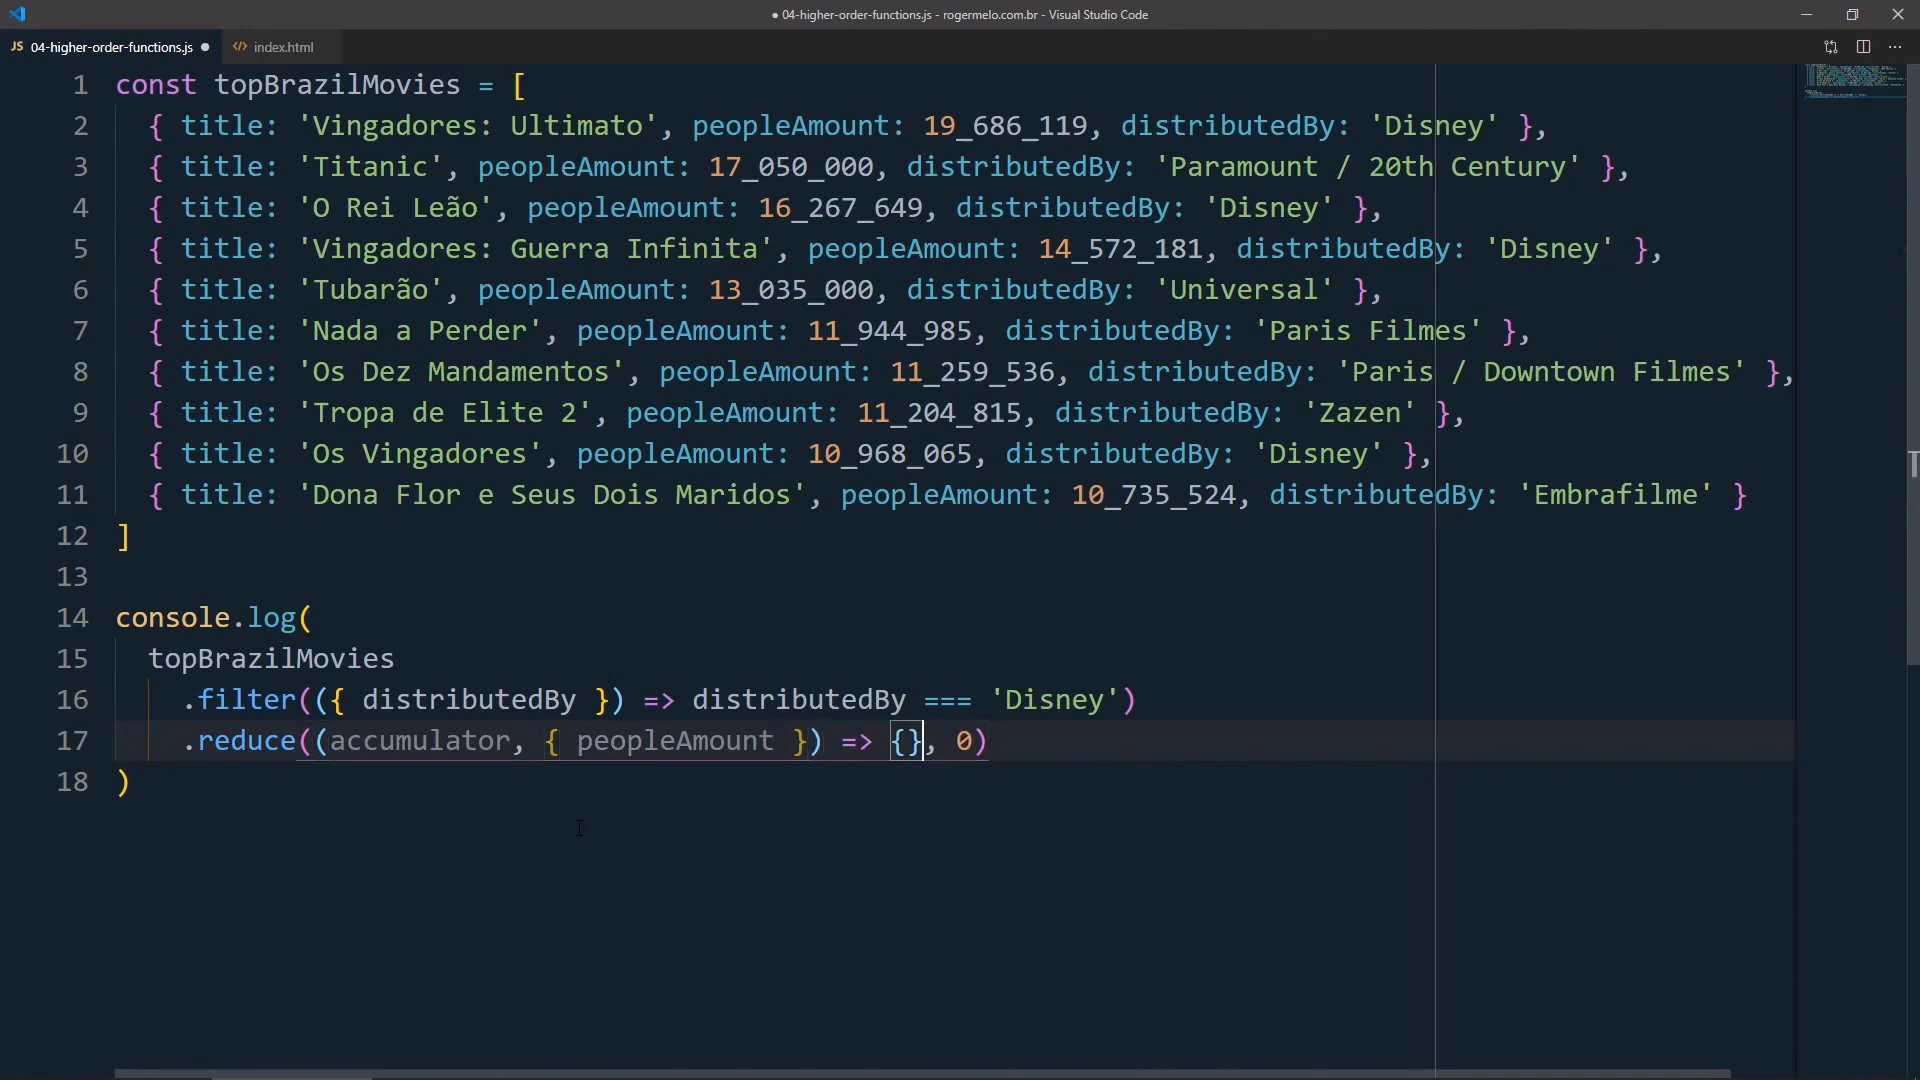 ● 04-higher-order-functions.js - rogermelo.com.br - Visual Studio Code
JS 04-higher-order-functions.js ● <> index.html
1 const topBrazilMovies = [
2 { title: 'Vingadores: Ultimato', peopleAmount: 19_686_119, distributedBy: 'Disney' },
3 { title: 'Titanic', peopleAmount: 17_050_000, distributedBy: 'Paramount / 20th Century' },
4 { title: 'O Rei Leão', peopleAmount: 16_267_649, distributedBy: 'Disney' },
5 { title: 'Vingadores: Guerra Infinita', peopleAmount: 14_572_181, distributedBy: 'Disney' },
6 { title: 'Tubarão', peopleAmount: 13_035_000, distributedBy: 'Universal' },
7 { title: 'Nada a Perder', peopleAmount: 11_944_985, distributedBy: 'Paris Filmes' },
8 { title: 'Os Dez Mandamentos', peopleAmount: 11_259_536, distributedBy: 'Paris / Downtown Filmes' },
9 { title: 'Tropa de Elite 2', peopleAmount: 11_204_815, distributedBy: 'Zazen' },
10 { title: 'Os Vingadores', peopleAmount: 10_968_065, distributedBy: 'Disney' },
11 { title: 'Dona Flor e Seus Dois Maridos', peopleAmount: 10_735_524, distributedBy: 'Embrafilme' }
12 ]
13
14 console.log(
15 topBrazilMovies
16 .filter(({ distributedBy }) => distributedBy === 'Disney')
17 .reduce((accumulator, { peopleAmount }) => {}, 0)
18 )